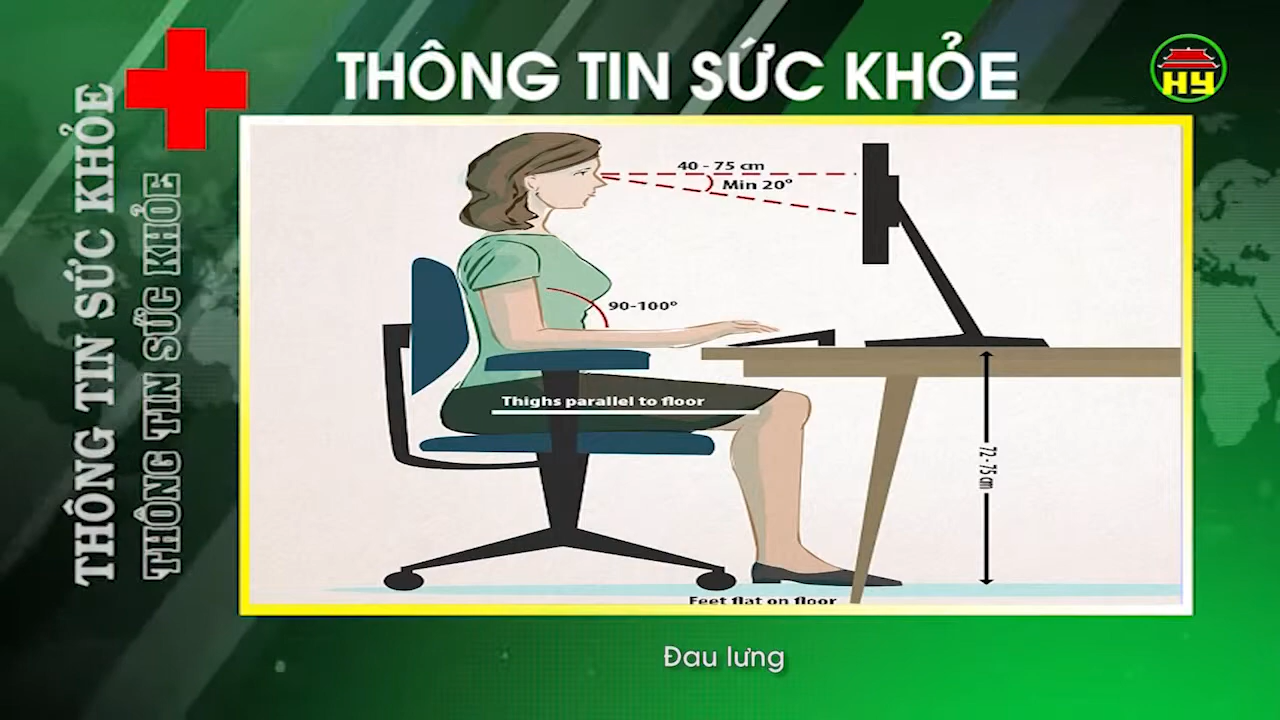 THÔNG TIN SỨC KHỎE
HY
THÔNG TIN SỨC KHỎE
THÔNG TIN SỨC KHỎE
40 - 75 cm
Min 20°
90-100°
Thighs parallel to floor
72 - 75 cm
Feet flat on floor
Đau lưng